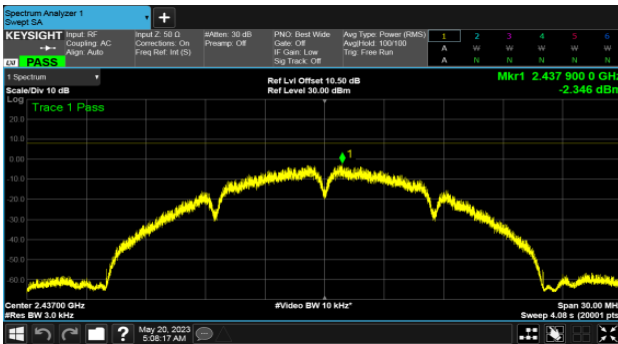 Spectrum Analyzer 1
Swept SA
+
KEYSIGHT Input: RF Input Z: 50 Ω #Atten: 30 dB PNO: Best Wide Avg Type: Power (RMS) 1 2 3 4 5 6
Coupling: AC Corrections: On Preamp: Off Gate: Off Avg|Hold: 100/100 A W W W W W
Align: Auto Freq Ref: Int (S) IF Gain: Low Trig: Free Run
LXI PASS Sig Track: Off A N N N N N
1 Spectrum Ref Lvl Offset 10.50 dB Mkr1 2.437 900 0 GHz
Scale/Div 10 dB Ref Level 30.00 dBm -2.346 dBm
Log
Trace 1 Pass
20.0
10.0
1
0.00
-10.0
-20.0
-30.0
-40.0
-50.0
-60.0
Center 2.43700 GHz #Video BW 10 kHz* Span 30.00 MHz
#Res BW 3.0 kHz Sweep 4.08 s (20001 pts)
? May 20, 2023
5:08:17 AM